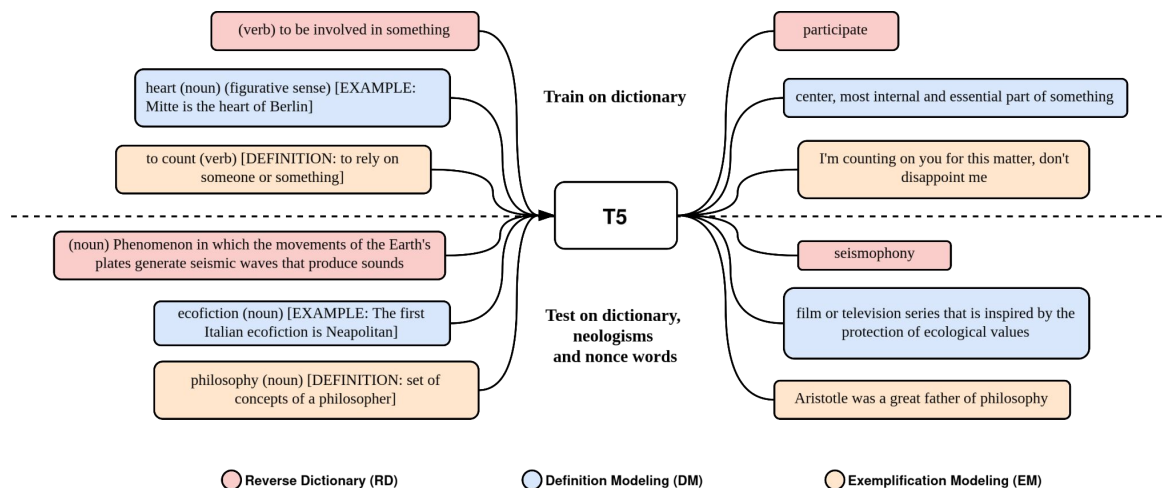 (verb) to be involved in something
participate
heart (noun) (figurative sense) [EXAMPLE:
Mitte is the heart of Berlin]
Train on dictionary
center, most internal and essential part of something
to count (verb) [DEFINITION: to rely on
someone or something]
I'm counting on you for this matter, don't
disappoint me
T5
(noun) Phenomenon in which the movements of the Earth's
plates generate seismic waves that produce sounds
seismophony
ecofiction (noun) [EXAMPLE: The first
Italian ecofiction is Neapolitan]
Test on dictionary,
neologisms
and nonce words
film or television series that is inspired by the
protection of ecological values
philosophy (noun) [DEFINITION: set of
concepts of a philosopher]
Aristotle was a great father of philosophy
Reverse Dictionary (RD)
Definition Modeling (DM)
Exemplification Modeling (EM)